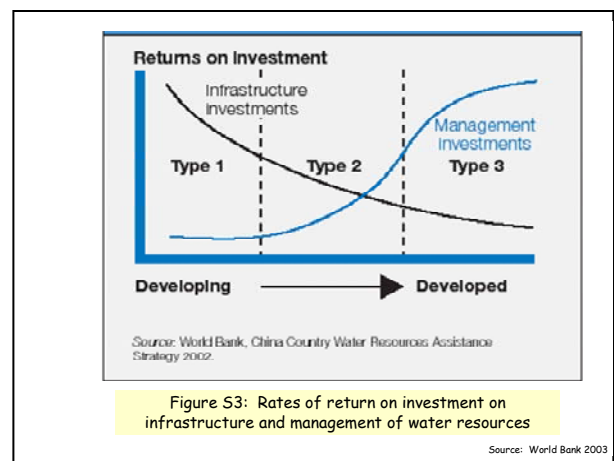 Returns on Investment
Infrastructure
Investments
Management
Investments
Type 1
Type 2
Type 3
Developing
Developed
Source: World Bank, China Country Water Resources Assistance
Strategy 2002.
Figure S3: Rates of return on investment on
infrastructure and management of water resources
Source: World Bank 2003